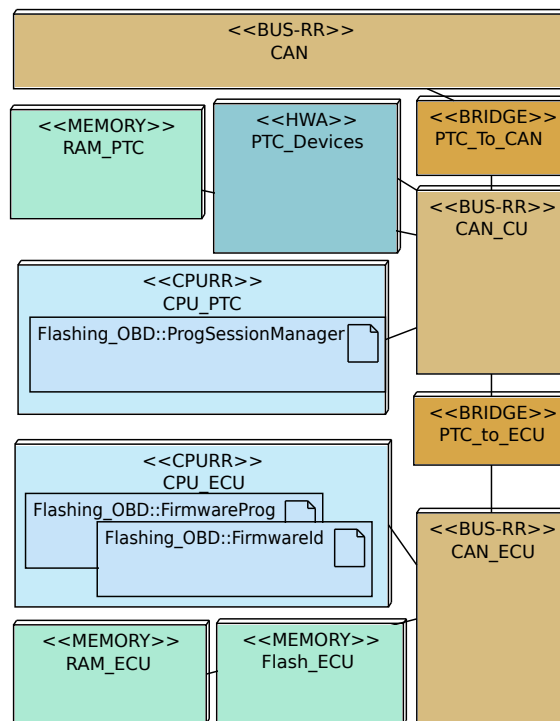 <<BUS-RR>>
CAN
<<MEMORY>>
RAM_PTC
<<HWA>>
PTC_Devices
<<BRIDGE>>
PTC_To_CAN
<<BUS-RR>>
CAN_CU
<<CPURR>>
CPU_PTC
Flashing_OBD::ProgSessionManager
<<BRIDGE>>
PTC_to_ECU
<<CPURR>>
CPU_ECU
Flashing_OBD::FirmwareProg
Flashing_OBD::FirmwareId
<<BUS-RR>>
CAN_ECU
<<MEMORY>>
RAM_ECU
<<MEMORY>>
Flash_ECU